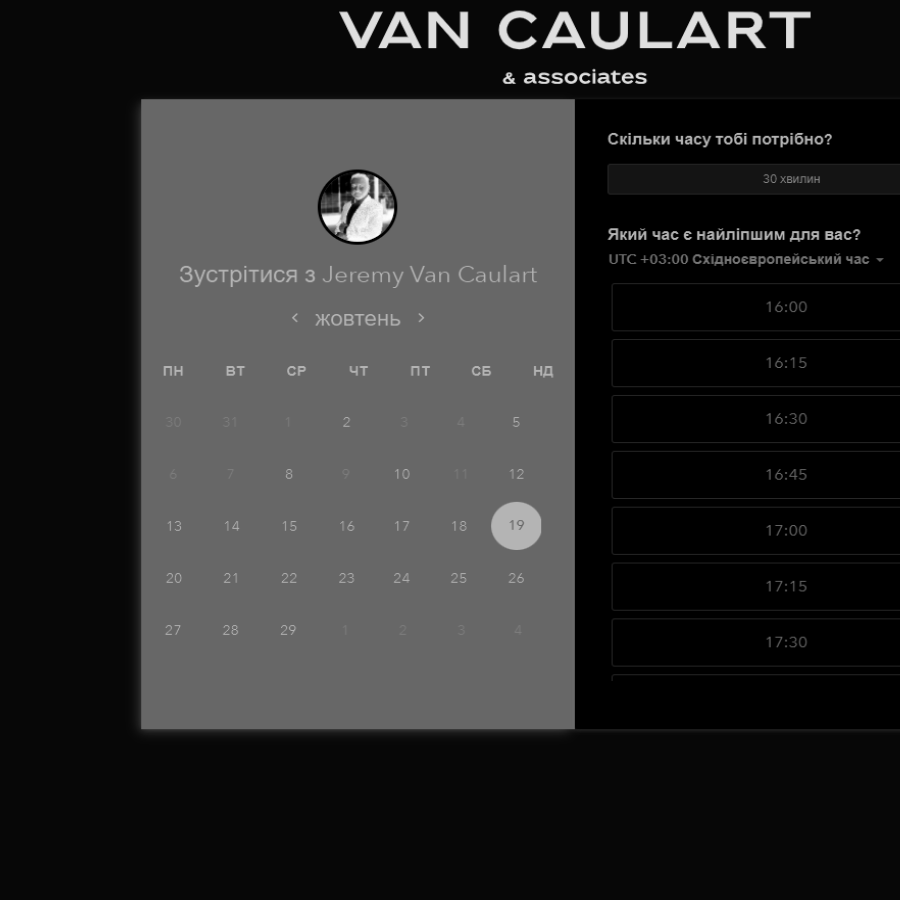 VAN CAULART
& associates
Зустрітися з Jeremy Van Caulart
жовтень
ПН ВТ СР ЧТ ПТ СБ НД
30 31 1 2 3 4 5
6 7 8 9 10 11 12
13 14 15 16 17 18 19
20 21 22 23 24 25 26
27 28 29 1 2 3 4
Скільки часу тобі потрібно?
30 хвилин
Який час є найліпшим для вас?
UTC +03:00 Східноєвропейський час
16:00
16:15
16:30
16:45
17:00
17:15
17:30